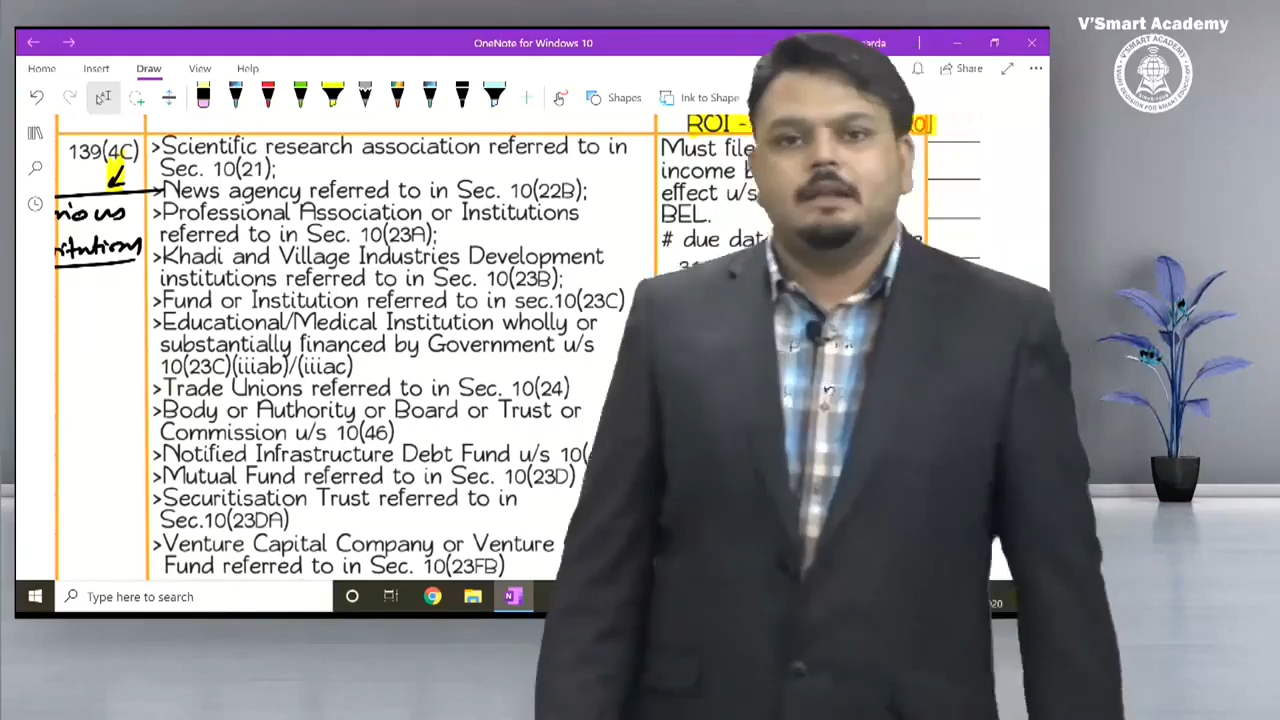 V'Smart Academy
OneNote for Windows 10
arda
Home Insert Draw View Help
Share
Shapes
Ink to Shape
ROI -
139(4C)
>Scientific research association referred to in
Sec. 10(21);
>News agency referred to in Sec. 10(22B);
>Professional Association or Institutions
referred to in Sec. 10(23A);
>Khadi and Village Industries Development
institutions referred to in Sec. 10(23B);
>Fund or Institution referred to in sec.10(23C)
>Educational/Medical Institution wholly or
substantially financed by Government u/s
10(23C)(iiiab)/(iiiac)
>Trade Unions referred to in Sec. 10(24)
>Body or Authority or Board or Trust or
Commission u/s 10(46)
>Notified Infrastructure Debt Fund u/s 10(
>Mutual Fund referred to in Sec. 10(23D)
>Securitisation Trust referred to in
Sec.10(23DA)
>Venture Capital Company or Venture
Fund referred to in Sec. 10(23FB)
Must file
income b
effect u/s
BEL.
# due dat
Type here to search